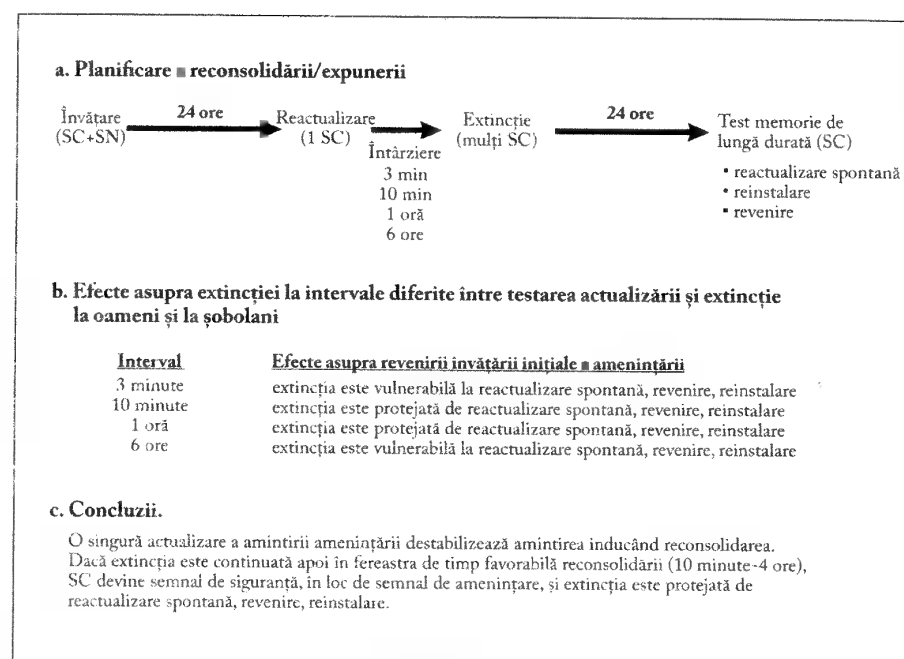 a. Planificare ■ reconsolidării/expunerii
Învățare
(SC+SN)
24 ore
Reactualizare
(1 SC)
Întârziere
3 min
10 min
1 oră
6 ore
Extincție
(mulți SC)
24 ore
Test memorie de
lungă durată (SC)
▪ reactualizare spontană
▪ reinstalare
▪ revenire
b. Efecte asupra extincției la intervale diferite între testarea actualizării și extincție
la oameni și la șobolani
Interval Efecte asupra revenirii învățării inițiale ■ amenințării
3 minute extincția este vulnerabilă la reactualizare spontană, revenire, reinstalare
10 minute extincția este protejată de reactualizare spontană, revenire, reinstalare
1 oră extincția este protejată de reactualizare spontană, revenire, reinstalare
6 ore extincția este vulnerabilă la reactualizare spontană, revenire, reinstalare
c. Concluzii.
O singură actualizare a amintirii amenințării destabilizează amintirea inducând reconsolidarea.
Dacă extincția este continuată apoi în fereastra de timp favorabilă reconsolidării (10 minute-4 ore),
SC devine semnal de siguranță, în loc de semnal de amenințare, și extincția este protejată de
reactualizare spontană, revenire, reinstalare.